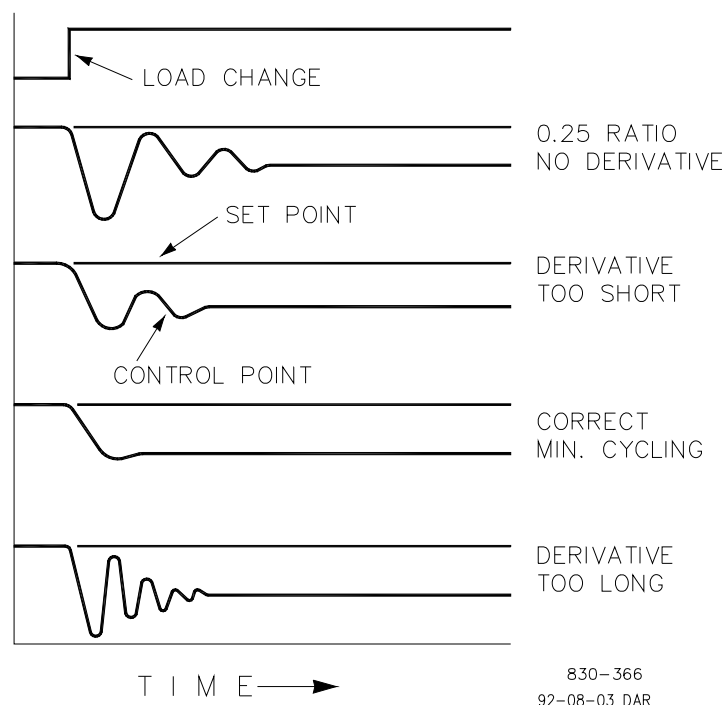 LOAD CHANGE
0.25 RATIO
NO DERIVATIVE
SET POINT
DERIVATIVE
TOO SHORT
CONTROL POINT
CORRECT
MIN. CYCLING
DERIVATIVE
TOO LONG
TIME
830-366
92-08-03 DAR